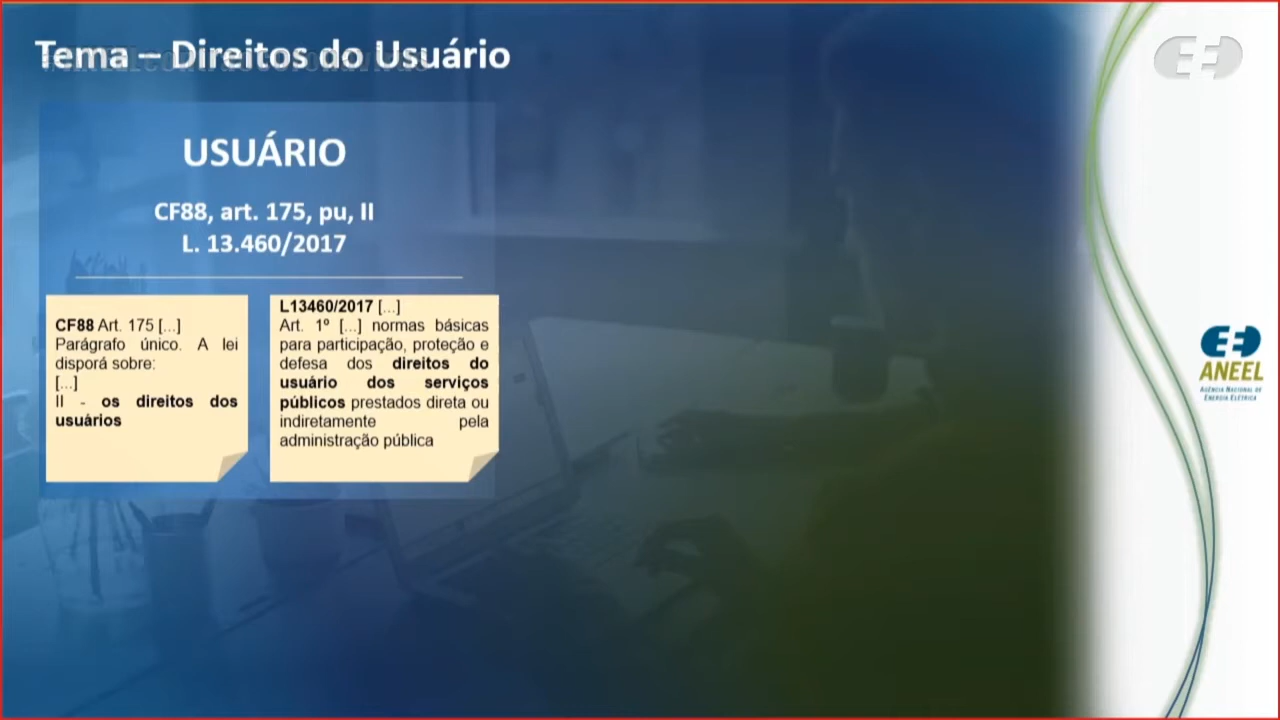 Tema – Direitos do Usuário
USUÁRIO
CF88, art. 175, pu, II
L. 13.460/2017
CF88 Art. 175 [...]
Parágrafo único. A lei
disporá sobre:
[...]
II - os direitos dos
usuários
L13460/2017 [...]
Art. 1º [...] normas básicas
para participação, proteção e
defesa dos direitos do
usuário dos serviços
públicos prestados direta ou
indiretamente pela
administração pública
ANEEL
AGÊNCIA NACIONAL DE
ENERGIA ELÉTRICA